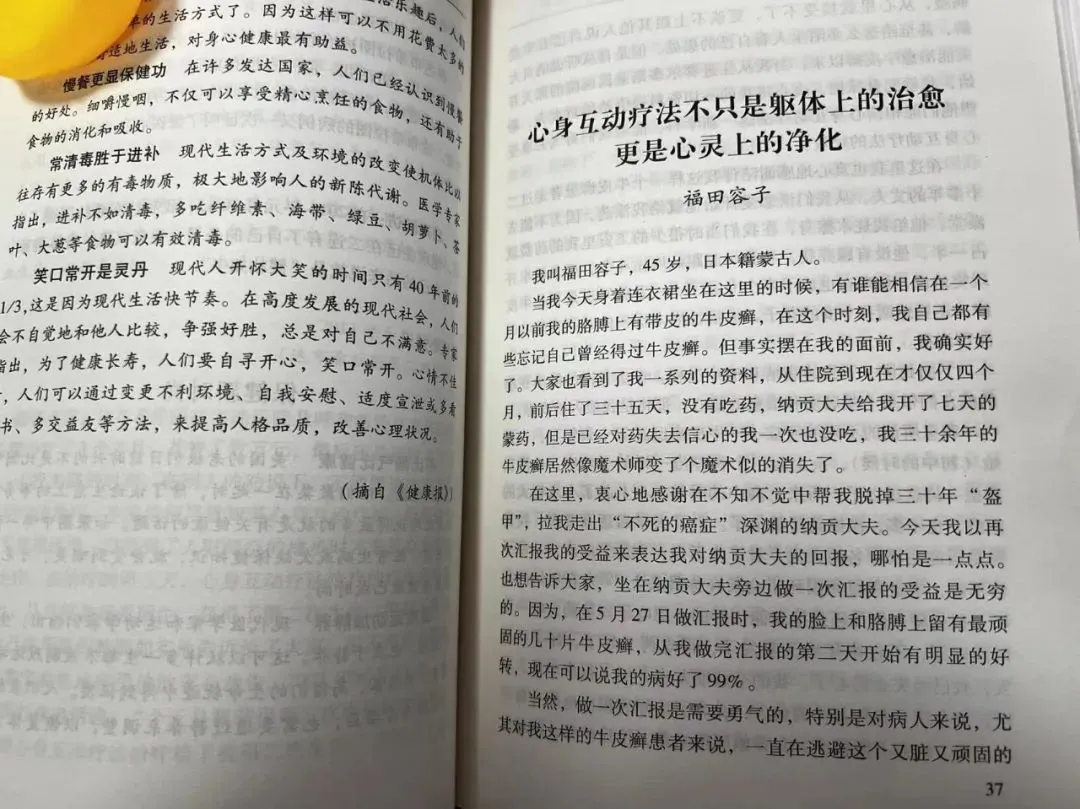 活乐趣后，人们
单的生活方式了。因为这样可以不用花费太多的
适地生活，对身心健康最有助益。
慢餐更显保健功 在许多发达国家，人们已经认识到慢餐
的好处。细嚼慢咽，不仅可以享受精心烹饪的食物，还有助于
食物的消化和吸收。
常清毒胜于进补 现代生活方式及环境的改变使机体比以
往存有更多的有毒物质，极大地影响人的新陈代谢。医学专家
指出，进补不如清毒，多吃纤维素、海带、绿豆、胡萝卜、茶
叶、大葱等食物可以有效清毒。
笑口常开是灵丹 现代人开怀大笑的时间只有40年前的
1/3，这是因为现代生活快节奏。在高度发展的现代社会，人们
会不自觉地和他人比较，争强好胜，总是对自己不满意。专家
指出，为了健康长寿，人们要自寻开心，笑口常开。心情不佳
，人们可以通过变更不利环境、自我安慰、适度宣泄或多看
书、多交益友等方法，来提高人格品质，改善心理状况。
（摘自《健康报》）
心身互动疗法不只是躯体上的治愈
更是心灵上的净化
福田容子
我叫福田容子，45岁，日本籍蒙古人。
当我今天身着连衣裙坐在这里的时候，有谁能相信在一个
月以前我的胳膊上有带皮的牛皮癣，在这个时刻，我自己都有
些忘记自己曾经得过牛皮癣。但事实摆在我的面前，我确实好
了。大家也看到了我一系列的资料，从住院到现在才仅仅四个
月，前后住了三十五天，没有吃药，纳贡大夫给我开了七天的
蒙药，但是已经对药失去信心的我一次也没吃，我三十余年的
牛皮癣居然像魔术师变了个魔术似的消失了。
在这里，衷心地感谢在不知不觉中帮我脱掉三十年“盔
甲”，拉我走出“不死的癌症”深渊的纳贡大夫。今天我以再
次汇报我的受益来表达我对纳贡大夫的回报，哪怕是一点点。
也想告诉大家，坐在纳贡大夫旁边做一次汇报的受益是无穷
的。因为，在5月27日做汇报时，我的脸上和胳膊上留有最顽
固的几十片牛皮癣，从我做完汇报的第二天开始有明显的好
转，现在可以说我的病好了99%。
当然，做一次汇报是需要勇气的，特别是对病人来说，尤
其对我这样的牛皮癣患者来说，一直在逃避这个又脏又顽固的
37